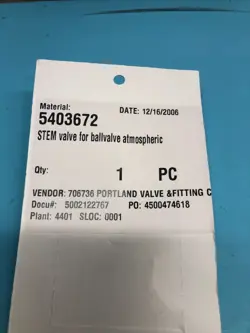 Material:
5403672
DATE: 12/16/2006
STEM valve for ballvalve atmospheric
Qty:
1 PC
VENDOR: 706736 PORTLAND VALVE &FITTING C
Docu#: 5002122767 PO: 4500474618
Plant: 4401 SLOC: 0001